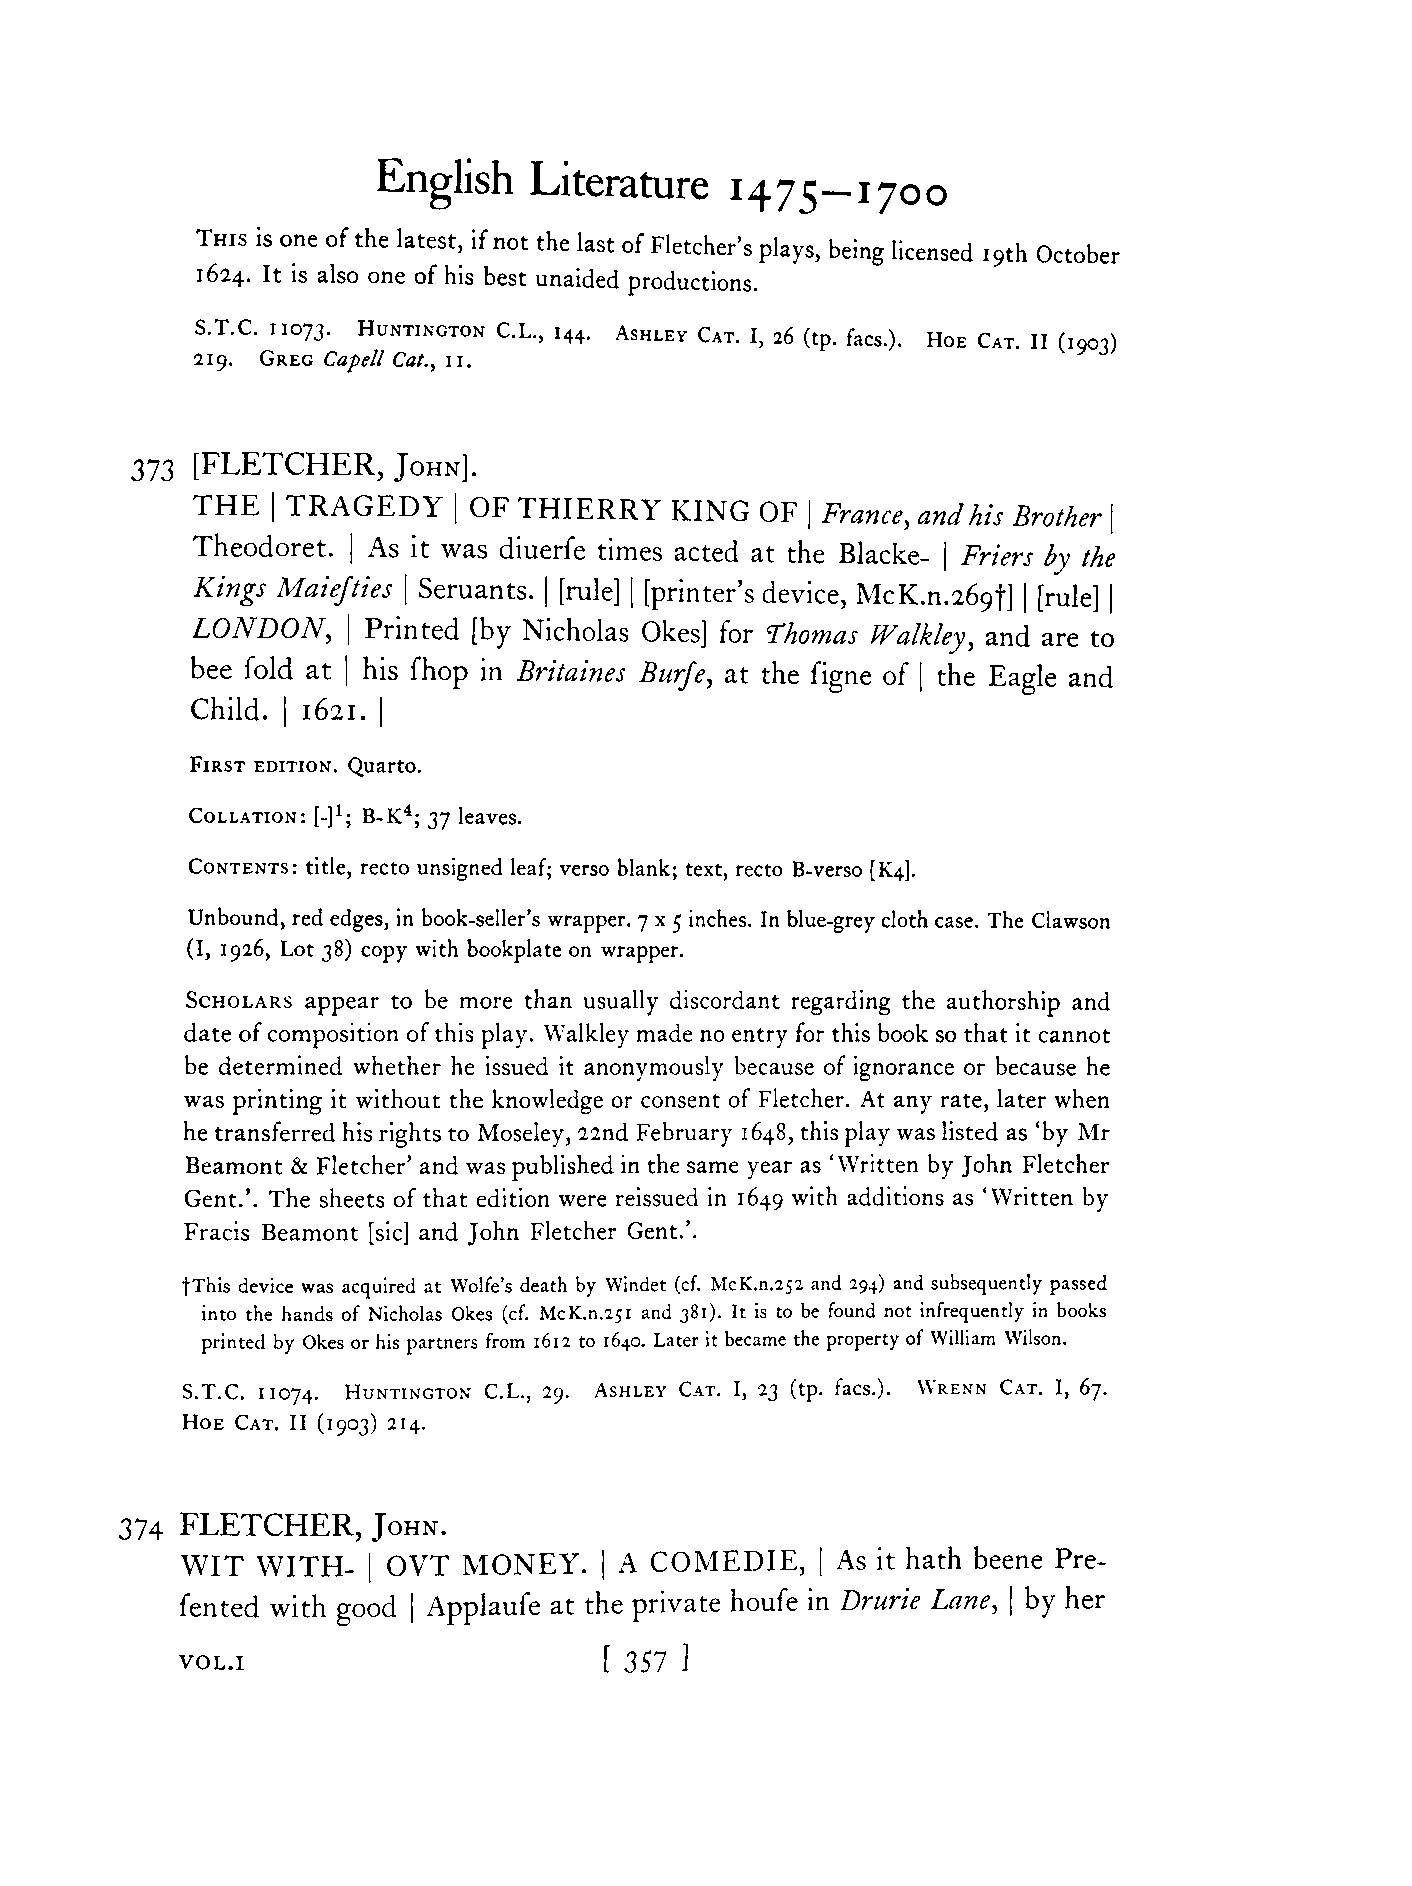 English Literature 1475–1700
This is one of the latest, if not the last of Fletcher's plays, being licensed 19th October
1624. It is also one of his best unaided productions.
S.T.C. 11073. Huntington C.L., 144. Ashley Cat. I, 26 (tp. facs.). Hoe Cat. II (1903)
219. Greg Capell Cat., 11.
373 [FLETCHER, John].
THE | TRAGEDY | OF THIERRY KING OF | France, and his Brother |
Theodoret. | As it was diuerſe times acted at the Blacke- | Friers by the
Kings Maieſties | Seruants. | [rule] | [printer's device, McK.n.269†] | [rule] |
LONDON, | Printed [by Nicholas Okes] for Thomas Walkley, and are to
bee ſold at | his ſhop in Britaines Burſe, at the ſigne of | the Eagle and
Child. | 1621. |
First edition. Quarto.
Collation: [-]¹; B-K⁴; 37 leaves.
Contents: title, recto unsigned leaf; verso blank; text, recto B-verso [K4].
Unbound, red edges, in book-seller's wrapper. 7 x 5 inches. In blue-grey cloth case. The Clawson
(I, 1926, Lot 38) copy with bookplate on wrapper.
Scholars appear to be more than usually discordant regarding the authorship and
date of composition of this play. Walkley made no entry for this book so that it cannot
be determined whether he issued it anonymously because of ignorance or because he
was printing it without the knowledge or consent of Fletcher. At any rate, later when
he transferred his rights to Moseley, 22nd February 1648, this play was listed as 'by Mr
Beamont & Fletcher' and was published in the same year as 'Written by John Fletcher
Gent.'. The sheets of that edition were reissued in 1649 with additions as 'Written by
Fracis Beamont [sic] and John Fletcher Gent.'.
†This device was acquired at Wolfe's death by Windet (cf. McK.n.252 and 294) and subsequently passed
into the hands of Nicholas Okes (cf. McK.n.251 and 381). It is to be found not infrequently in books
printed by Okes or his partners from 1612 to 1640. Later it became the property of William Wilson.
S.T.C. 11074. Huntington C.L., 29. Ashley Cat. I, 23 (tp. facs.). Wrenn Cat. I, 67.
Hoe Cat. II (1903) 214.
374 FLETCHER, John.
WIT WITH- | OVT MONEY. | A COMEDIE, | As it hath beene Pre-
ſented with good | Applauſe at the private houſe in Drurie Lane, | by her
VOL.I [ 357 ]